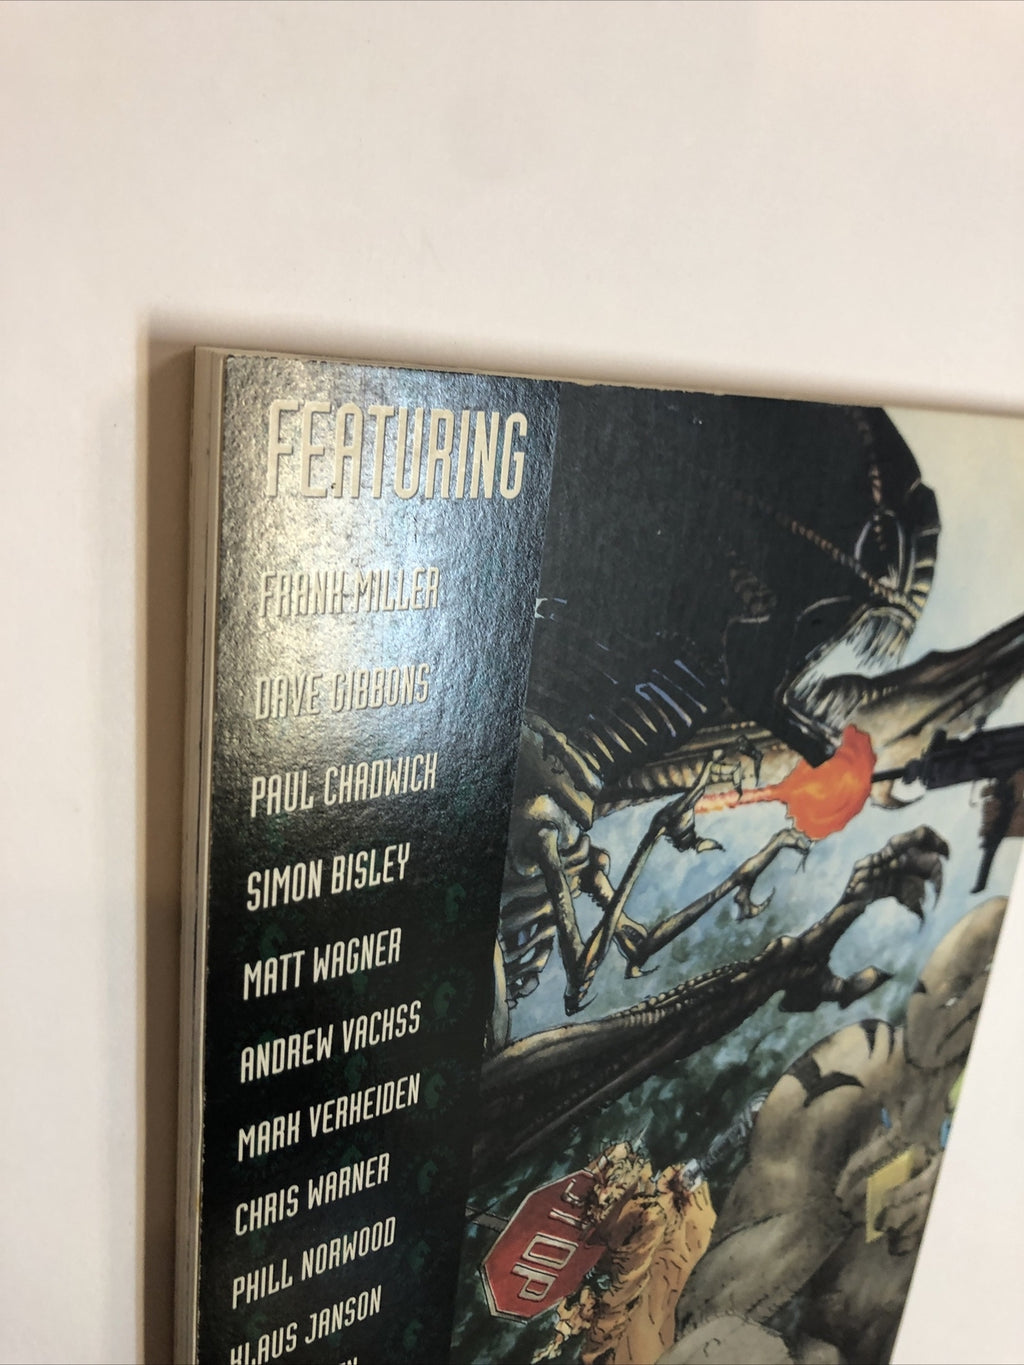 FEATURING
FRANK MILLER
DAVE GIBBONS
PAUL CHADWICK
SIMON BISLEY
MATT WAGNER
ANDREW VACHSS
MARK VERHEIDEN
CHRIS WARNER
PHILL NORWOOD
KLAUS JANSON
STOP